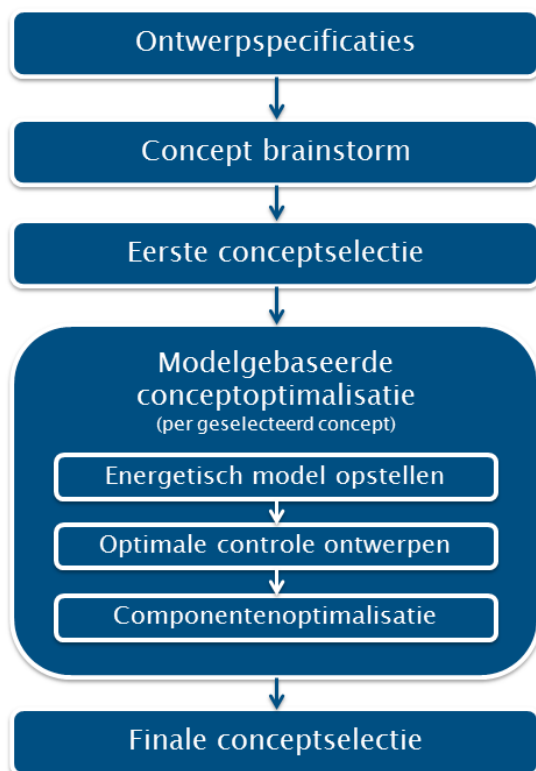 Ontwerpspecificaties
Concept brainstorm
Eerste conceptselectie
Modelgebaseerde
conceptoptimalisatie
(per geselecteerd concept)
Energetisch model opstellen
Optimale controle ontwerpen
Componentenoptimalisatie
Finale conceptselectie